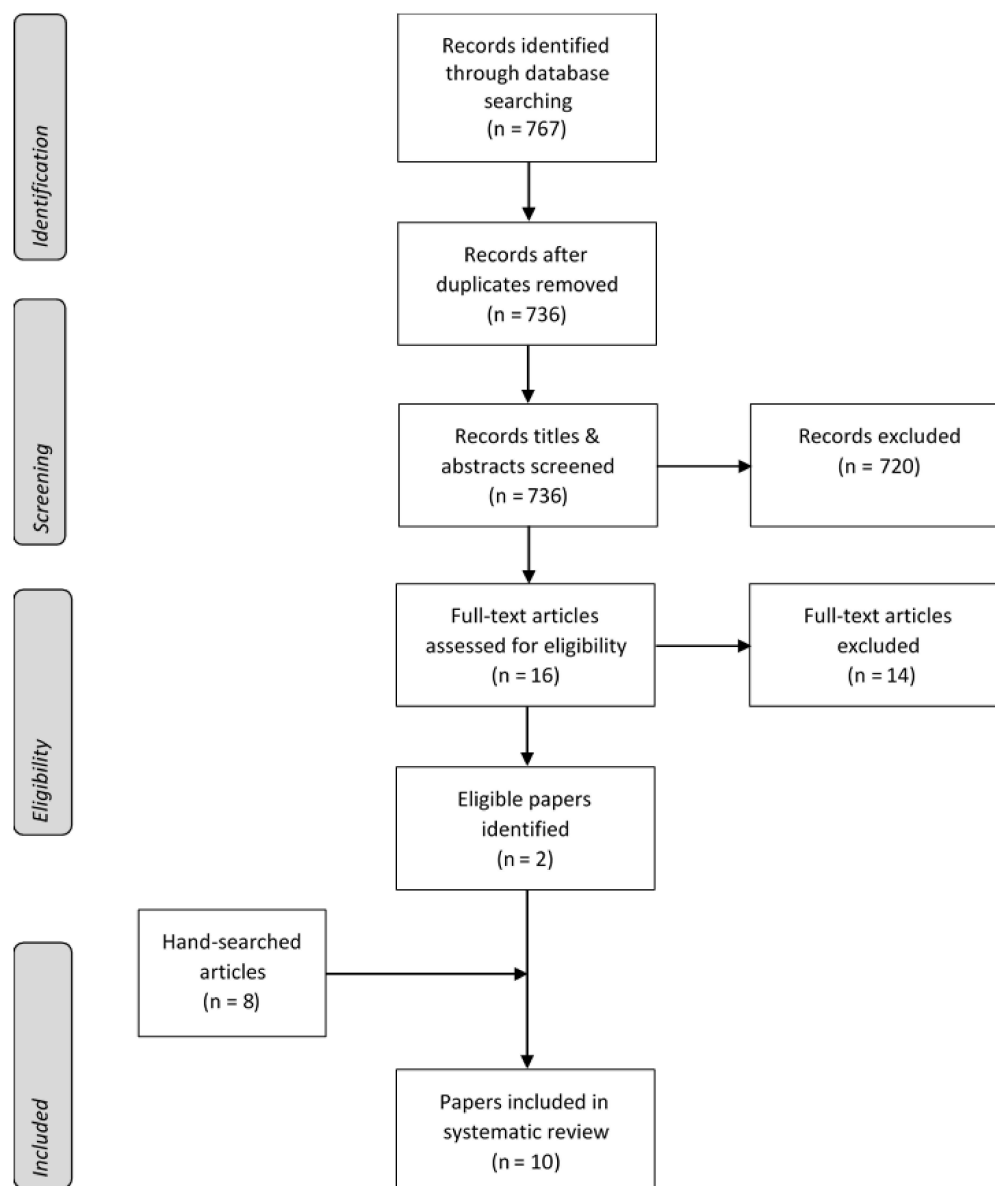 Identification
Records identified
through database
searching
(n = 767)
Records after
duplicates removed
(n = 736)
Screening
Records titles &
abstracts screened
(n = 736)
Records excluded
(n = 720)
Eligibility
Full-text articles
assessed for eligibility
(n = 16)
Full-text articles
excluded
(n = 14)
Eligible papers
identified
(n = 2)
Hand-searched
articles
(n = 8)
Included
Papers included in
systematic review
(n = 10)